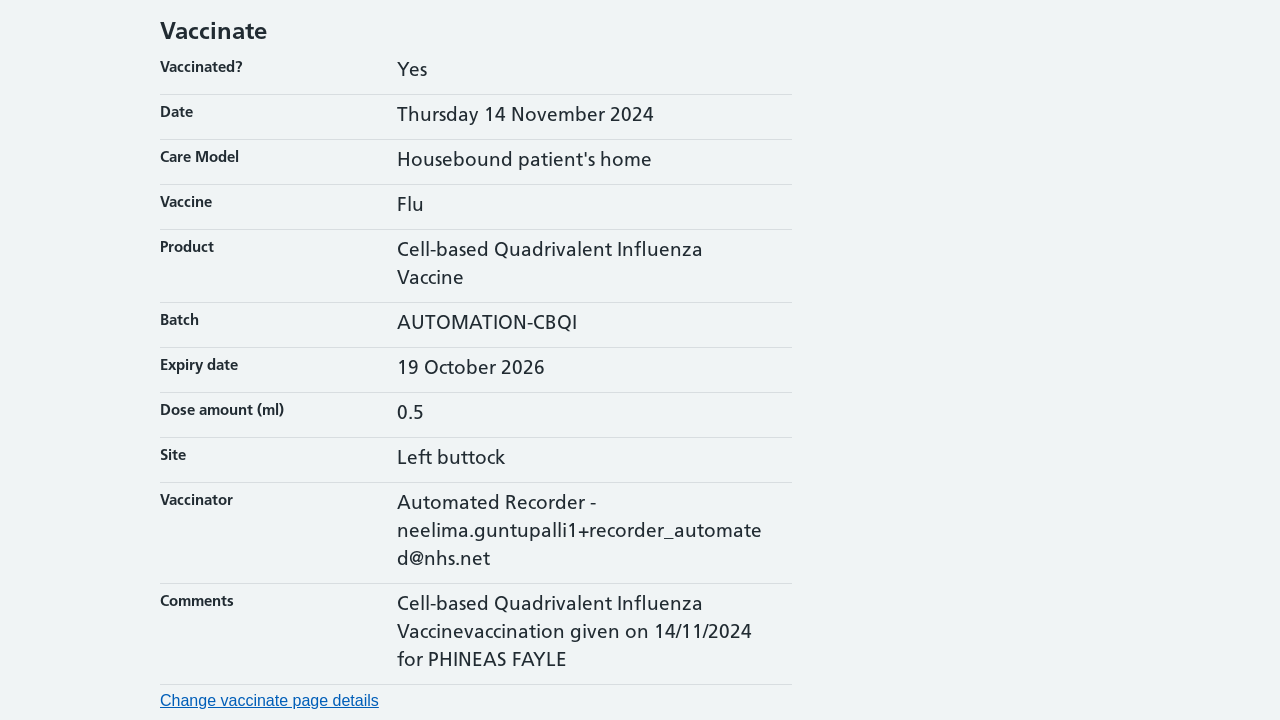 Vaccinate
Vaccinated? Yes
Date Thursday 14 November 2024
Care Model Housebound patient's home
Vaccine Flu
Product Cell-based Quadrivalent Influenza
Vaccine
Batch AUTOMATION-CBQI
Expiry date 19 October 2026
Dose amount (ml) 0.5
Site Left buttock
Vaccinator Automated Recorder -
neelima.guntupalli1+recorder_automate
d@nhs.net
Comments Cell-based Quadrivalent Influenza
Vaccinevaccination given on 14/11/2024
for PHINEAS FAYLE
Change vaccinate page details